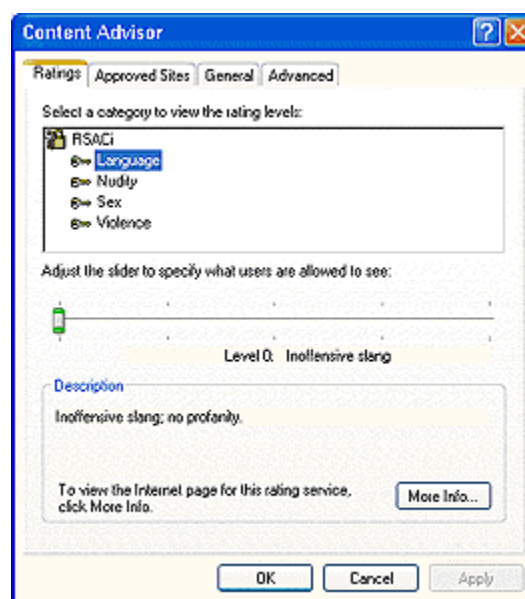 Content Advisor
Ratings Approved Sites General Advanced
Select a category to view the rating levels:
RSACi
Language
Nudity
Sex
Violence
Adjust the slider to specify what users are allowed to see:
Level 0: Inoffensive slang
Description
Inoffensive slang; no profanity.
To view the Internet page for this rating service,
click More Info.
More Info...
OK Cancel Apply